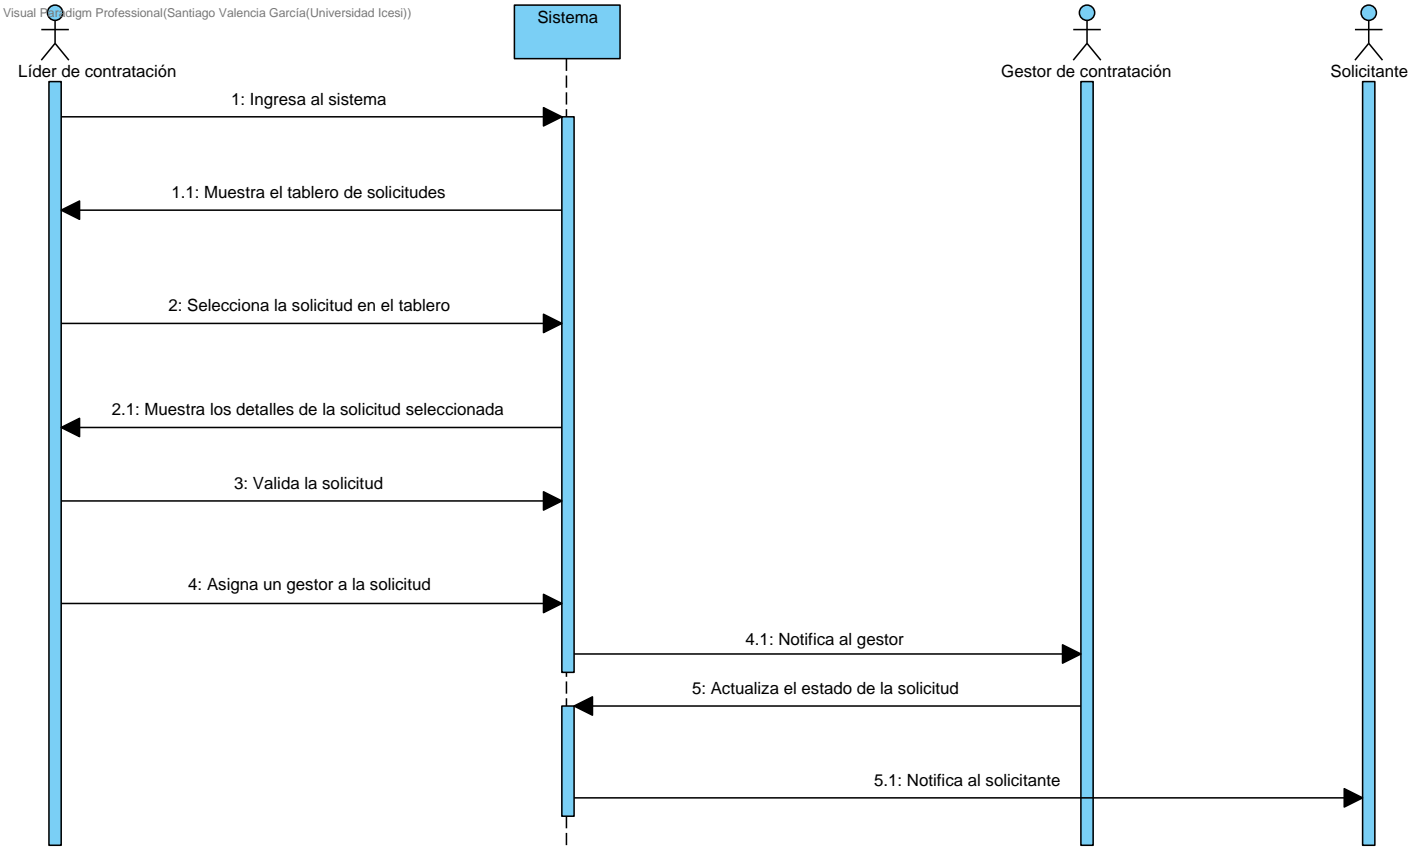 Visual Paradigm Professional(Santiago Valencia García(Universidad Icesi))
Sistema
Líder de contratación
Gestor de contratación
Solicitante
1: Ingresa al sistema
1.1: Muestra el tablero de solicitudes
2: Selecciona la solicitud en el tablero
2.1: Muestra los detalles de la solicitud seleccionada
3: Valida la solicitud
4: Asigna un gestor a la solicitud
4.1: Notifica al gestor
5: Actualiza el estado de la solicitud
5.1: Notifica al solicitante